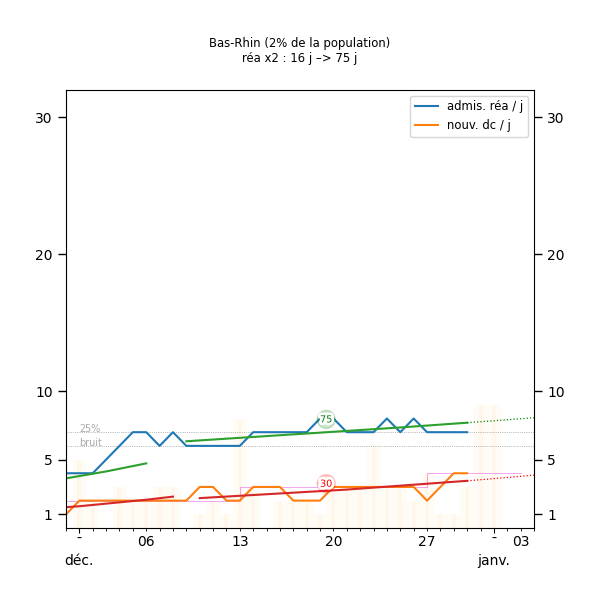 Bas-Rhin (2% de la population)
réa x2 : 16 j –> 75 j
admis. réa / j
nouv. dc / j
30 30
20 20
10 10
5 5
1 1
25%
bruit
75
30
- 06 13 20 27 - 03
déc. janv.